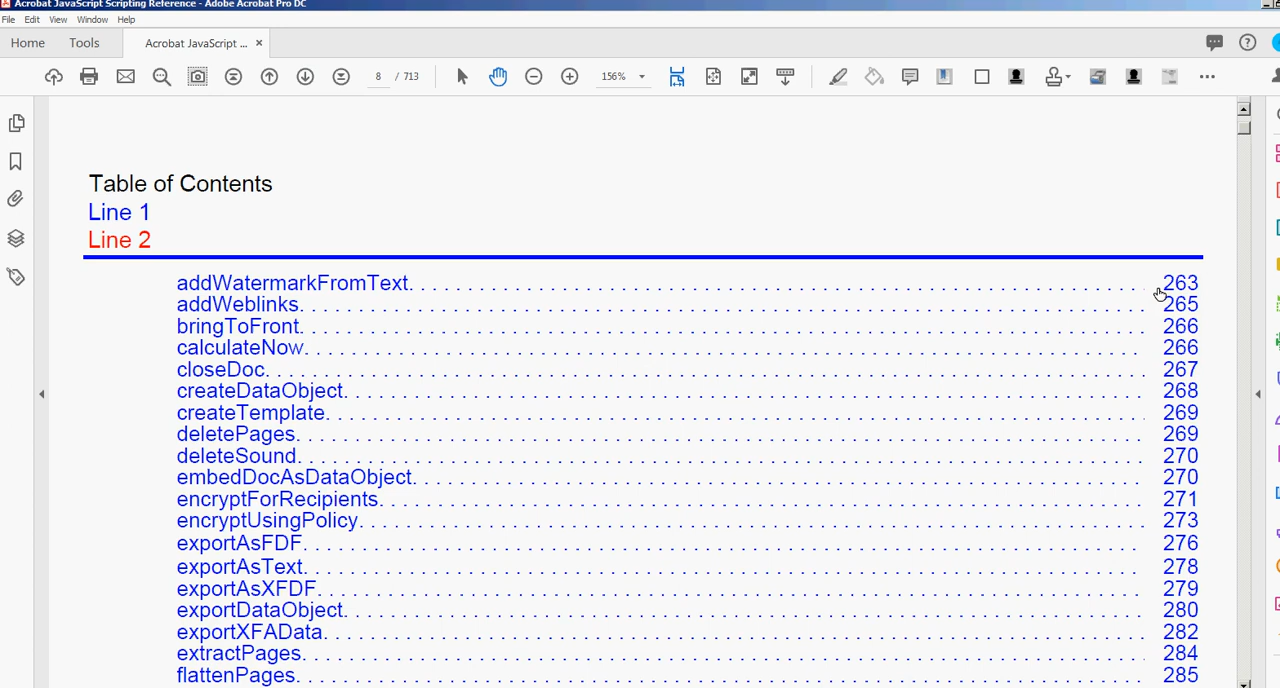 Acrobat JavaScript Scripting Reference - Adobe Acrobat Pro DC
File Edit View Window Help
Home Tools Acrobat JavaScript ... ×
8 / 713 156%
Table of Contents
Line 1
Line 2
addWatermarkFromText. . . . . . . . . . . . . . . . . . . . . . . . . . . . . . . . . . . . . . . . . . 263
addWeblinks. . . . . . . . . . . . . . . . . . . . . . . . . . . . . . . . . . . . . . . . . . . . . . . . . 265
bringToFront. . . . . . . . . . . . . . . . . . . . . . . . . . . . . . . . . . . . . . . . . . . . . . . . . 266
calculateNow. . . . . . . . . . . . . . . . . . . . . . . . . . . . . . . . . . . . . . . . . . . . . . . . 266
closeDoc. . . . . . . . . . . . . . . . . . . . . . . . . . . . . . . . . . . . . . . . . . . . . . . . . . . . 267
createDataObject. . . . . . . . . . . . . . . . . . . . . . . . . . . . . . . . . . . . . . . . . . . . . 268
createTemplate. . . . . . . . . . . . . . . . . . . . . . . . . . . . . . . . . . . . . . . . . . . . . . 269
deletePages. . . . . . . . . . . . . . . . . . . . . . . . . . . . . . . . . . . . . . . . . . . . . . . . . 269
deleteSound. . . . . . . . . . . . . . . . . . . . . . . . . . . . . . . . . . . . . . . . . . . . . . . . . 270
embedDocAsDataObject. . . . . . . . . . . . . . . . . . . . . . . . . . . . . . . . . . . . . . . . . 270
encryptForRecipients. . . . . . . . . . . . . . . . . . . . . . . . . . . . . . . . . . . . . . . . . . . 271
encryptUsingPolicy. . . . . . . . . . . . . . . . . . . . . . . . . . . . . . . . . . . . . . . . . . . . 273
exportAsFDF. . . . . . . . . . . . . . . . . . . . . . . . . . . . . . . . . . . . . . . . . . . . . . . . 276
exportAsText. . . . . . . . . . . . . . . . . . . . . . . . . . . . . . . . . . . . . . . . . . . . . . . . 278
exportAsXFDF. . . . . . . . . . . . . . . . . . . . . . . . . . . . . . . . . . . . . . . . . . . . . . . 279
exportDataObject. . . . . . . . . . . . . . . . . . . . . . . . . . . . . . . . . . . . . . . . . . . . . 280
exportXFAData. . . . . . . . . . . . . . . . . . . . . . . . . . . . . . . . . . . . . . . . . . . . . . 282
extractPages. . . . . . . . . . . . . . . . . . . . . . . . . . . . . . . . . . . . . . . . . . . . . . . . 284
flattenPages. . . . . . . . . . . . . . . . . . . . . . . . . . . . . . . . . . . . . . . . . . . . . . . . . 285